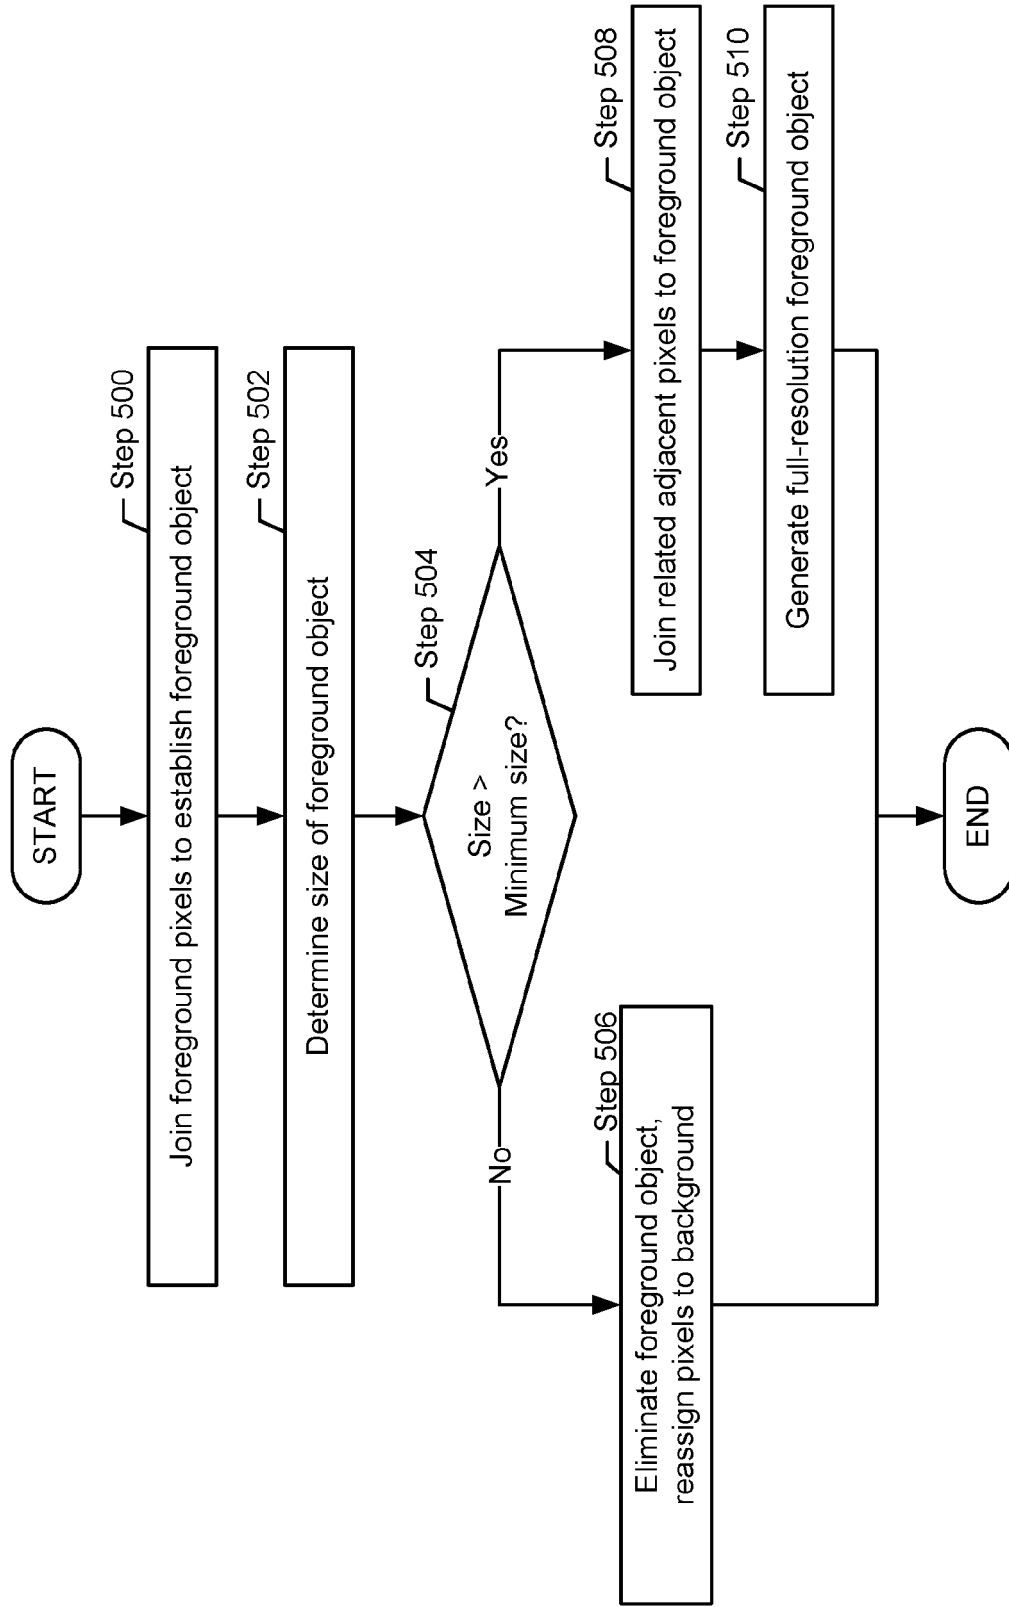 START
Step 500
Join foreground pixels to establish foreground object
Step 502
Determine size of foreground object
Step 504
Size >
Minimum size?
No
Yes
Step 506
Eliminate foreground object,
reassign pixels to background
Step 508
Join related adjacent pixels to foreground object
Step 510
Generate full-resolution foreground object
END